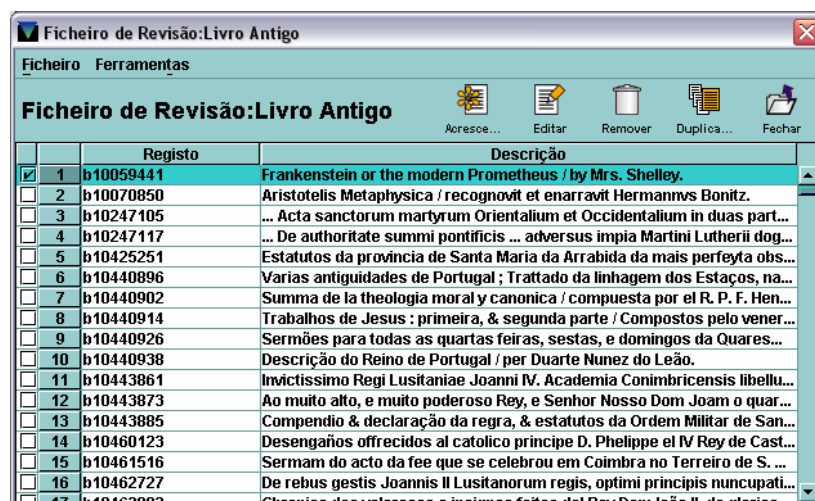 Ficheiro de Revisão:Livro Antigo
Ficheiro Ferramentas
Ficheiro de Revisão:Livro Antigo
Acresce... Editar Remover Duplica... Fechar
Registo Descrição
1 b10059441 Frankenstein or the modern Prometheus / by Mrs. Shelley.
2 b10070850 Aristotelis Metaphysica / recognovit et enarravit Hermannvs Bonitz.
3 b10247105 ... Acta sanctorum martyrum Orientalium et Occidentalium in duas part...
4 b10247117 ... De authoritate summi pontificis ... adversus impia Martini Lutherii dog...
5 b10425251 Estatutos da provincia de Santa Maria da Arrabida da mais perfeyta obs...
6 b10440896 Varias antiguidades de Portugal ; Trattado da linhagem dos Estaços, na...
7 b10440902 Summa de la theologia moral y canonica / compuesta por el R. P. F. Hen...
8 b10440914 Trabalhos de Jesus : primeira, & segunda parte / Compostos pelo vener...
9 b10440926 Sermões para todas as quartas feiras, sestas, e domingos da Quares...
10 b10440938 Descrição do Reino de Portugal / per Duarte Nunez do Leão.
11 b10443861 Invictissimo Regi Lusitaniae Joanni IV. Academia Conimbricensis libellu...
12 b10443873 Ao muito alto, e muito poderoso Rey, e Senhor Nosso Dom Joam o quar...
13 b10443885 Compendio & declaração da regra, & estatutos da Ordem Militar de San...
14 b10460123 Desengaños offrecidos al catolico principe D. Phelippe el IV Rey de Cast...
15 b10461516 Sermam do acto da fee que se celebrou em Coimbra no Terreiro de S. ...
16 b10462727 De rebus gestis Joannis II Lusitanorum regis, optimi principis nuncupati...